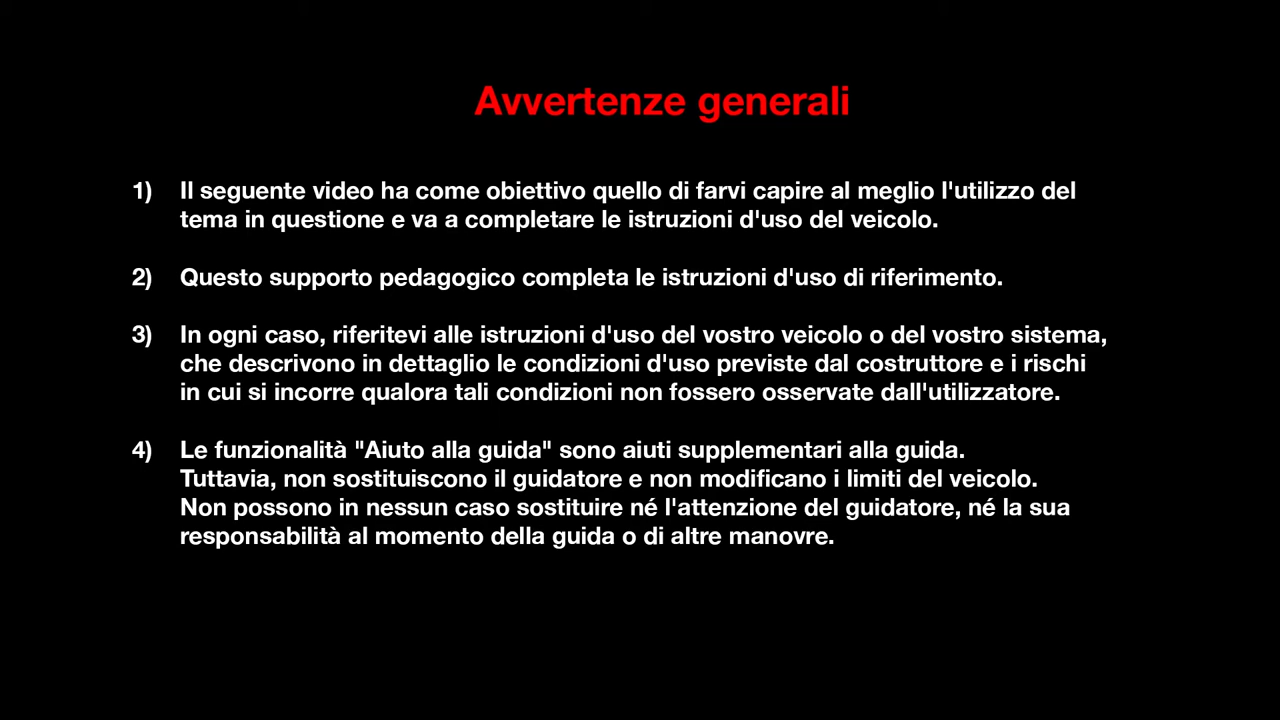 Avvertenze generali
1) Il seguente video ha come obiettivo quello di farvi capire al meglio l'utilizzo del
tema in questione e va a completare le istruzioni d'uso del veicolo.
2) Questo supporto pedagogico completa le istruzioni d'uso di riferimento.
3) In ogni caso, riferitevi alle istruzioni d'uso del vostro veicolo o del vostro sistema,
che descrivono in dettaglio le condizioni d'uso previste dal costruttore e i rischi
in cui si incorre qualora tali condizioni non fossero osservate dall'utilizzatore.
4) Le funzionalità "Aiuto alla guida" sono aiuti supplementari alla guida.
Tuttavia, non sostituiscono il guidatore e non modificano i limiti del veicolo.
Non possono in nessun caso sostituire né l'attenzione del guidatore, né la sua
responsabilità al momento della guida o di altre manovre.